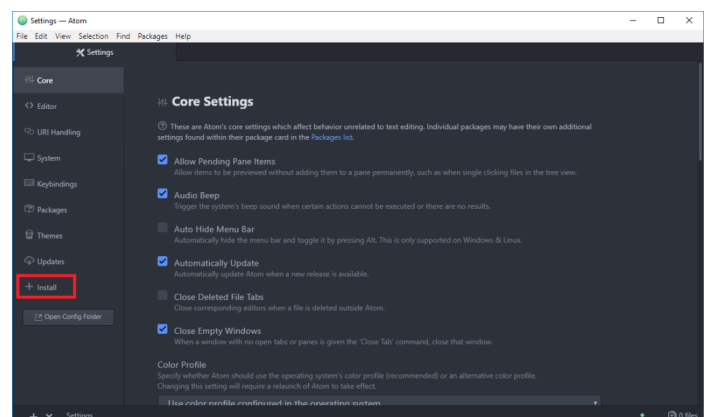 Settings — Atom
File Edit View Selection Find Packages Help
Settings
Core
Editor
URI Handling
System
Keybindings
Packages
Themes
Updates
Install
Open Config Folder
Core Settings
These are Atom's core settings which affect behavior unrelated to text editing. Individual packages may have their own additional
settings found within their package card in the Packages list.
Allow Pending Pane Items
Allow items to be previewed without adding them to a pane permanently, such as when single clicking files in the tree view.
Audio Beep
Trigger the system's beep sound when certain actions cannot be executed or there are no results.
Auto Hide Menu Bar
Automatically hide the menu bar and toggle it by pressing Alt. This is only supported on Windows & Linux.
Automatically Update
Automatically update Atom when a new release is available.
Close Deleted File Tabs
Close corresponding editors when a file is deleted outside Atom.
Close Empty Windows
When a window with no open tabs or panes is given the 'Close Tab' command, close that window.
Color Profile
Specify whether Atom should use the operating system's color profile (recommended) or an alternative color profile.
Changing this setting will require a relaunch of Atom to take effect.
Use color profile configured in the operating system
Settings
0 files